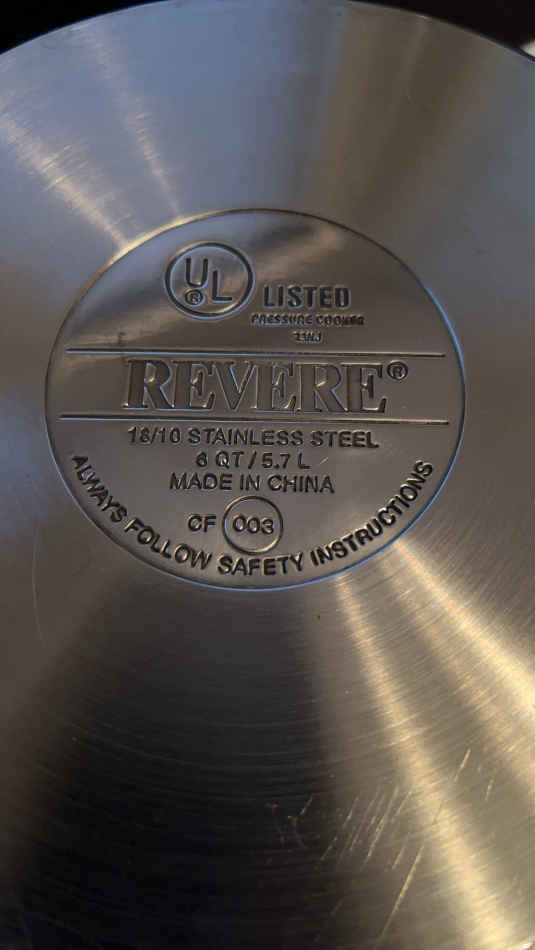 UL®
LISTED
PRESSURE COOKER
REVERE®
18/10 STAINLESS STEEL
6 QT / 5.7 L
MADE IN CHINA
CF 003
ALWAYS FOLLOW SAFETY INSTRUCTIONS